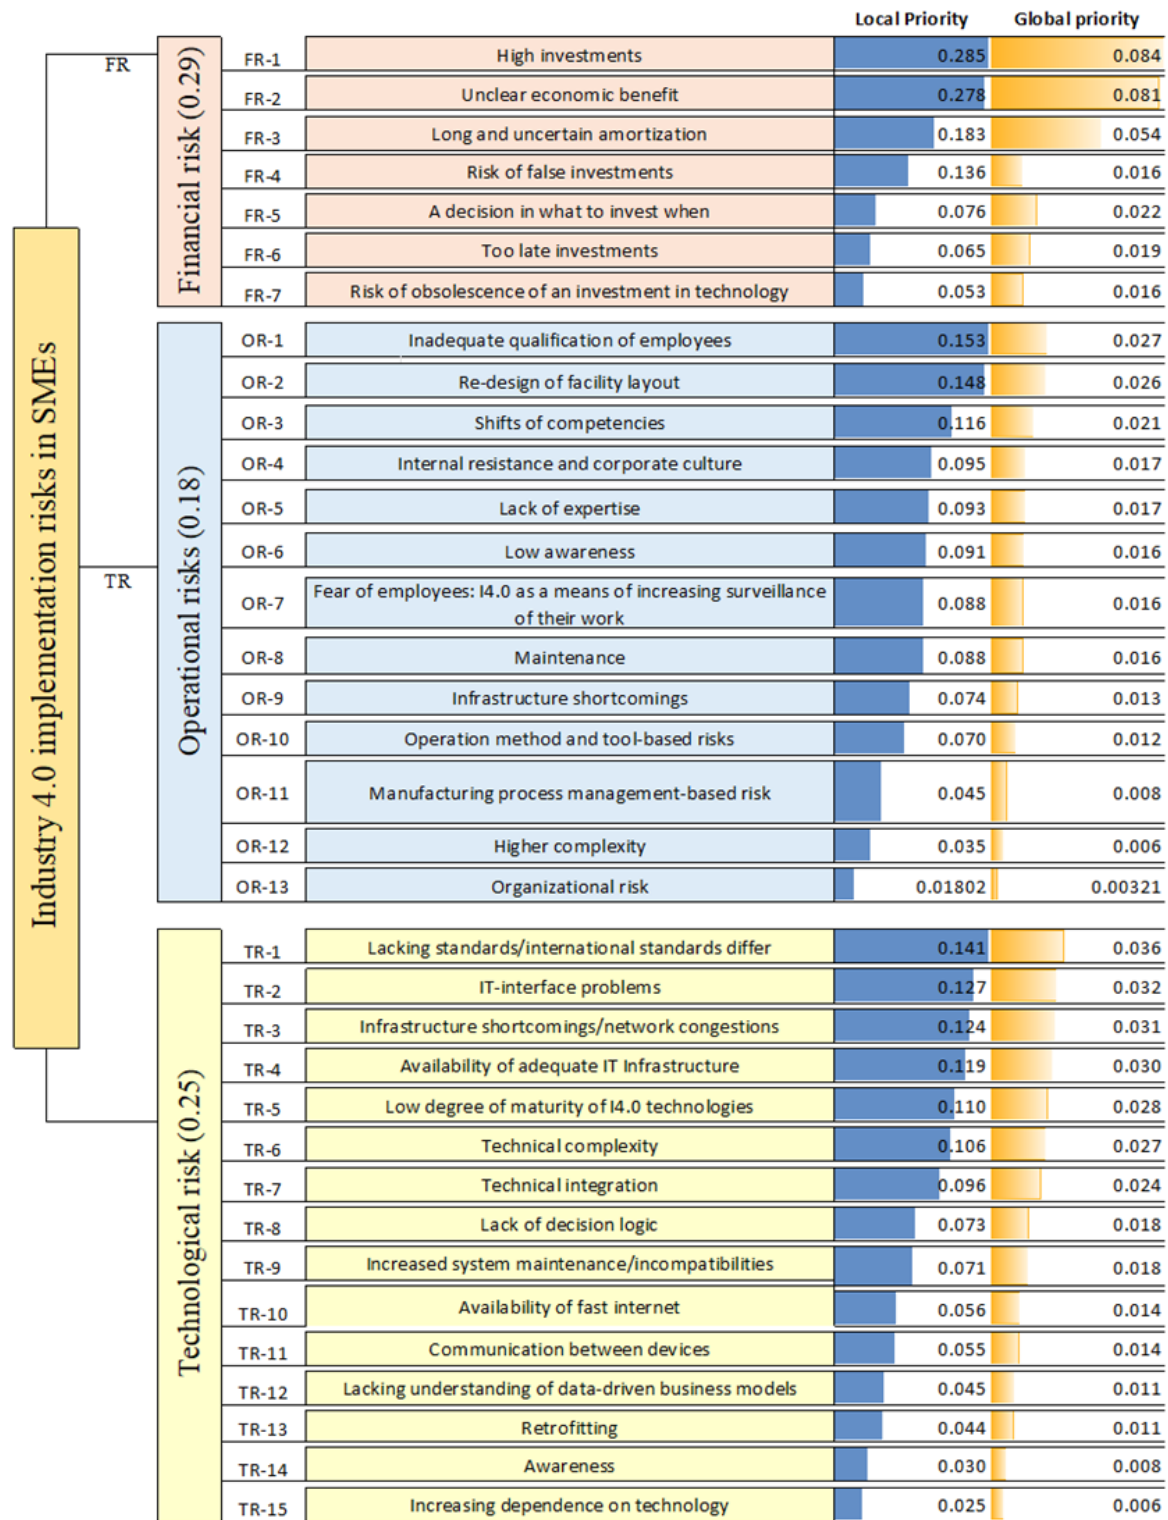 Local Priority Global priority
Industry 4.0 implementation risks in SMEs
FR
Financial risk (0.29)
FR-1 High investments 0.285 0.084
FR-2 Unclear economic benefit 0.278 0.081
FR-3 Long and uncertain amortization 0.183 0.054
FR-4 Risk of false investments 0.136 0.016
FR-5 A decision in what to invest when 0.076 0.022
FR-6 Too late investments 0.065 0.019
FR-7 Risk of obsolescence of an investment in technology 0.053 0.016
TR
Operational risks (0.18)
OR-1 Inadequate qualification of employees 0.153 0.027
OR-2 Re-design of facility layout 0.148 0.026
OR-3 Shifts of competencies 0.116 0.021
OR-4 Internal resistance and corporate culture 0.095 0.017
OR-5 Lack of expertise 0.093 0.017
OR-6 Low awareness 0.091 0.016
OR-7 Fear of employees: I4.0 as a means of increasing surveillance
of their work 0.088 0.016
OR-8 Maintenance 0.088 0.016
OR-9 Infrastructure shortcomings 0.074 0.013
OR-10 Operation method and tool-based risks 0.070 0.012
OR-11 Manufacturing process management-based risk 0.045 0.008
OR-12 Higher complexity 0.035 0.006
OR-13 Organizational risk 0.01802 0.00321
Technological risk (0.25)
TR-1 Lacking standards/international standards differ 0.141 0.036
TR-2 IT-interface problems 0.127 0.032
TR-3 Infrastructure shortcomings/network congestions 0.124 0.031
TR-4 Availability of adequate IT Infrastructure 0.119 0.030
TR-5 Low degree of maturity of I4.0 technologies 0.110 0.028
TR-6 Technical complexity 0.106 0.027
TR-7 Technical integration 0.096 0.024
TR-8 Lack of decision logic 0.073 0.018
TR-9 Increased system maintenance/incompatibilities 0.071 0.018
TR-10 Availability of fast internet 0.056 0.014
TR-11 Communication between devices 0.055 0.014
TR-12 Lacking understanding of data-driven business models 0.045 0.011
TR-13 Retrofitting 0.044 0.011
TR-14 Awareness 0.030 0.008
TR-15 Increasing dependence on technology 0.025 0.006